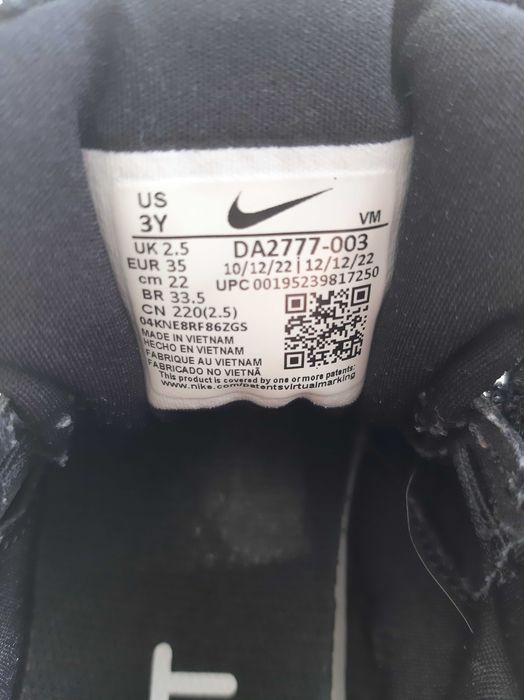 US
3Y
VM
UK 2.5
EUR 35
cm 22
BR 33.5
CN 220(2.5)
DA2777-003
10/12/22 | 12/12/22
UPC 00195239817250
04KNE8RF86ZGS
MADE IN VIETNAM
HECHO EN VIETNAM
FABRIQUE AU VIETNAM
FABRICADO NO VIETNÃ
This product is covered by one or more patents:
www.nike.com/patentsvirtualmarking